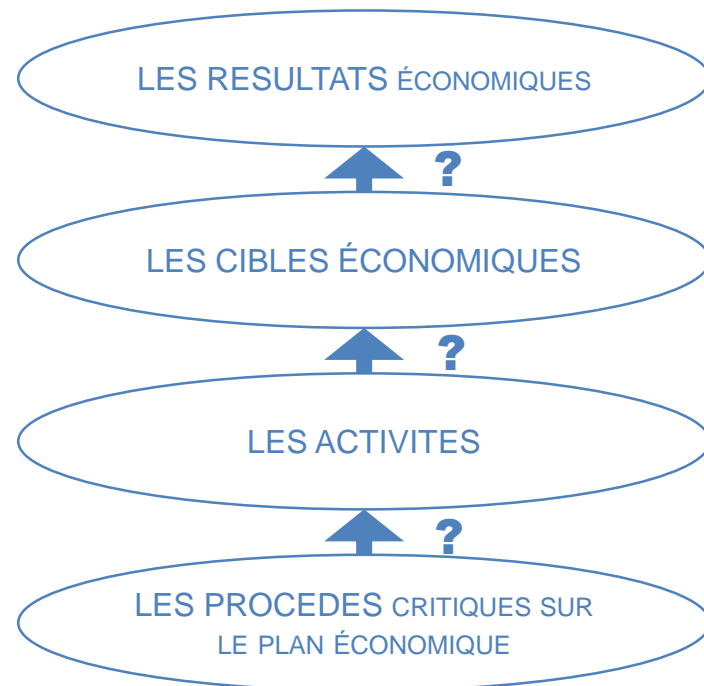 LES RESULTATS ÉCONOMIQUES
?
LES CIBLES ÉCONOMIQUES
?
LES ACTIVITES
?
LES PROCEDES CRITIQUES SUR
LE PLAN ÉCONOMIQUE